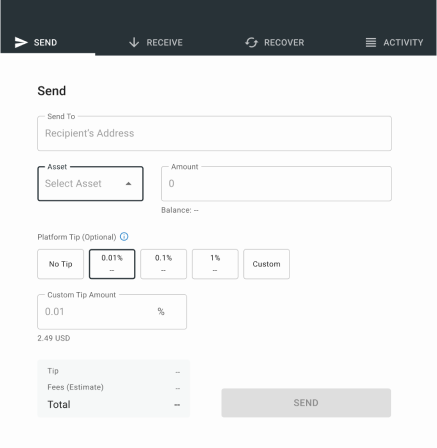 SEND
RECEIVE
RECOVER
ACTIVITY
Send
Send To
Recipient's Address
Asset
Select Asset
Amount
0
Balance: --
Platform Tip (Optional)
No Tip
0.01%
--
0.1%
--
1%
--
Custom
Custom Tip Amount
0.01 %
2.49 USD
Tip --
Fees (Estimate) --
Total --
SEND